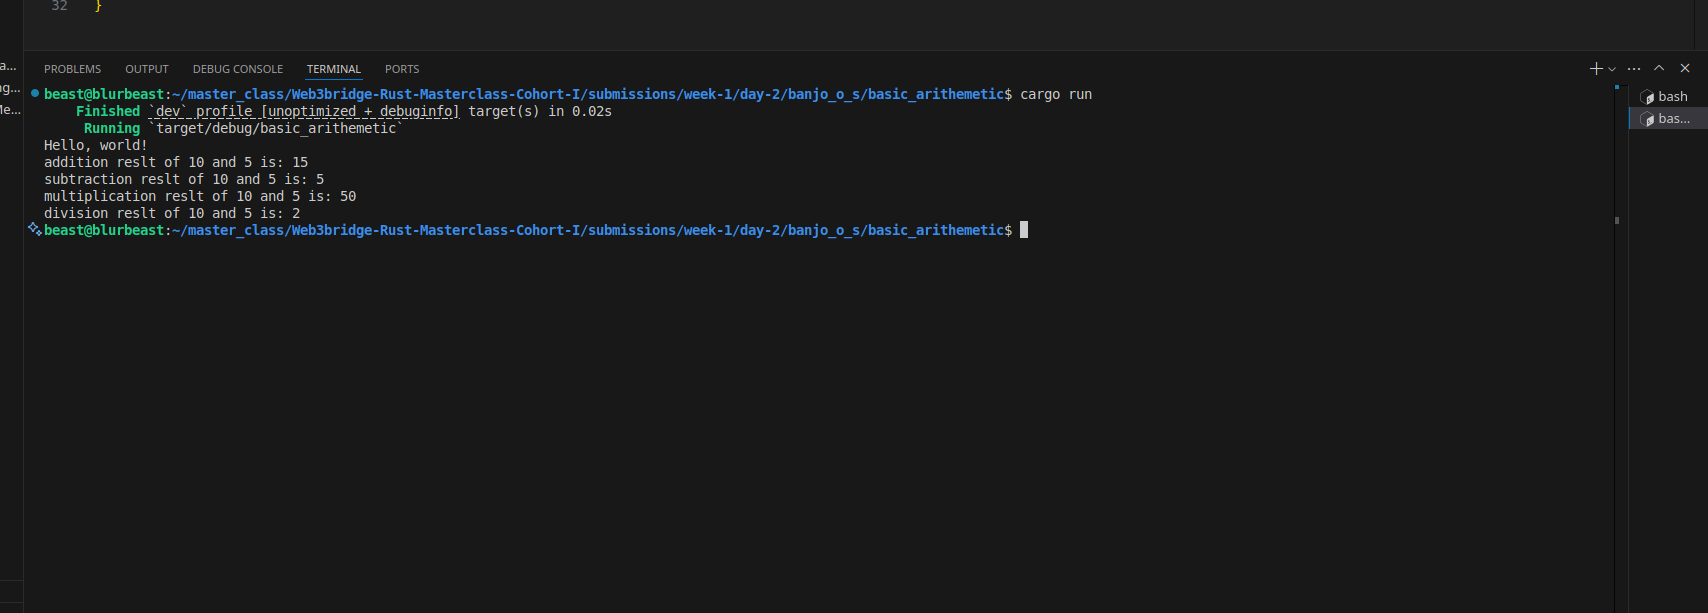 32 }
a...
ng...
Me...
PROBLEMS OUTPUT DEBUG CONSOLE TERMINAL PORTS
beast@blurbeast:~/master_class/Web3bridge-Rust-Masterclass-Cohort-I/submissions/week-1/day-2/banjo_o_s/basic_arithemetic$ cargo run
Finished `dev` profile [unoptimized + debuginfo] target(s) in 0.02s
Running `target/debug/basic_arithemetic`
Hello, world!
addition reslt of 10 and 5 is: 15
subtraction reslt of 10 and 5 is: 5
multiplication reslt of 10 and 5 is: 50
division reslt of 10 and 5 is: 2
beast@blurbeast:~/master_class/Web3bridge-Rust-Masterclass-Cohort-I/submissions/week-1/day-2/banjo_o_s/basic_arithemetic$
bash
bas...